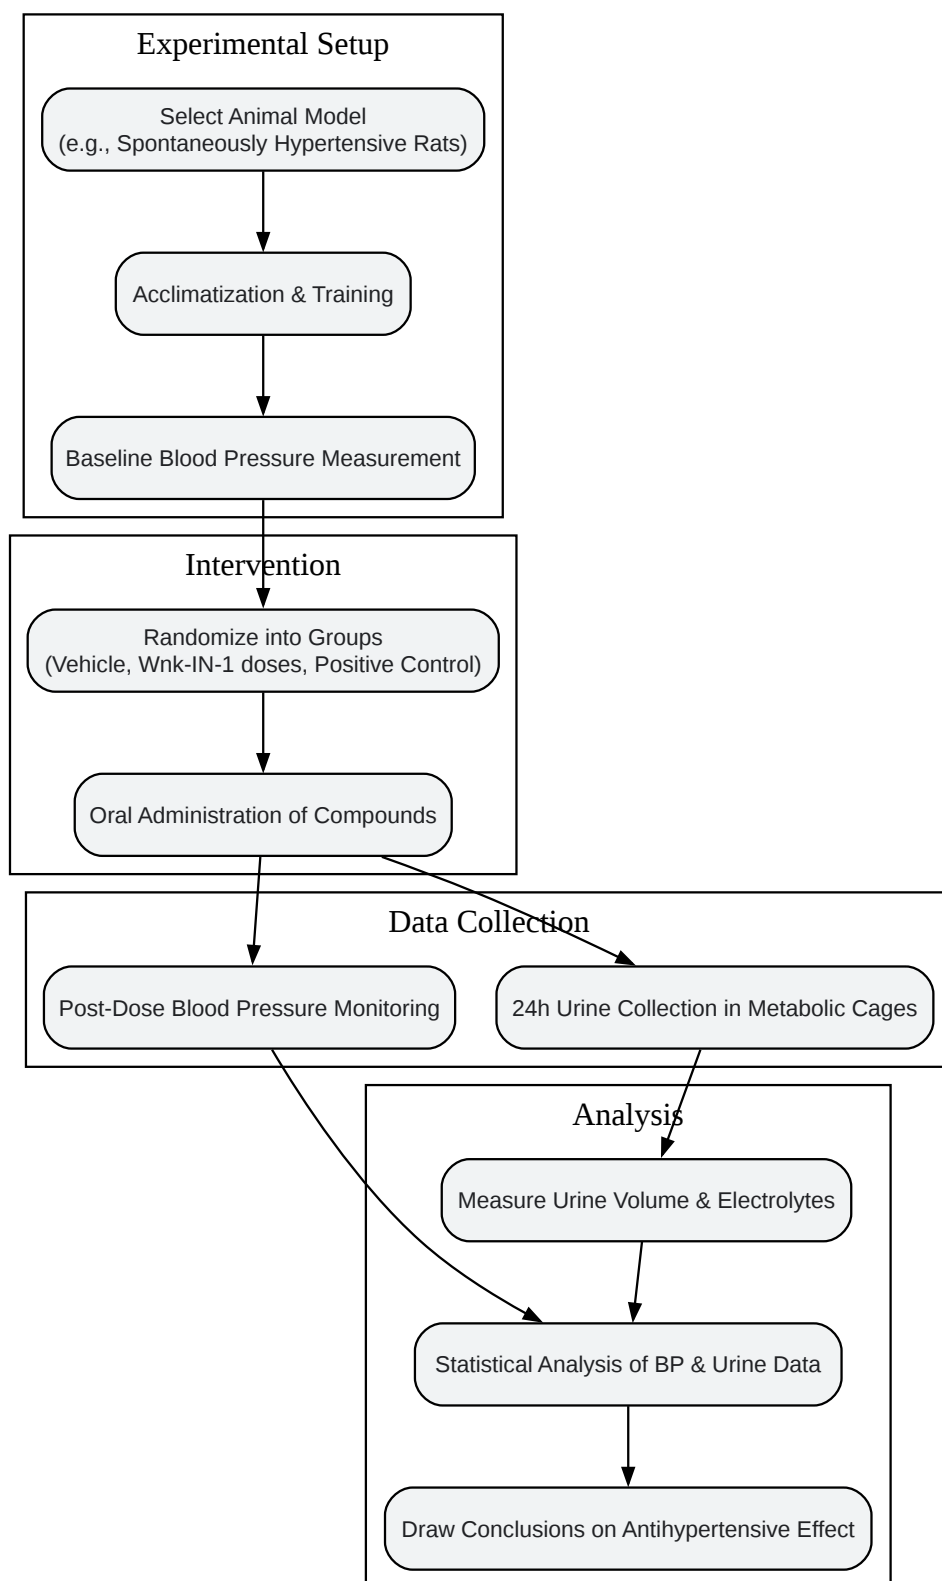 Experimental Setup
Select Animal Model
(e.g., Spontaneously Hypertensive Rats)
Acclimatization & Training
Baseline Blood Pressure Measurement
Intervention
Randomize into Groups
(Vehicle, Wnk-IN-1 doses, Positive Control)
Oral Administration of Compounds
Data Collection
Post-Dose Blood Pressure Monitoring
24h Urine Collection in Metabolic Cages
Analysis
Measure Urine Volume & Electrolytes
Statistical Analysis of BP & Urine Data
Draw Conclusions on Antihypertensive Effect